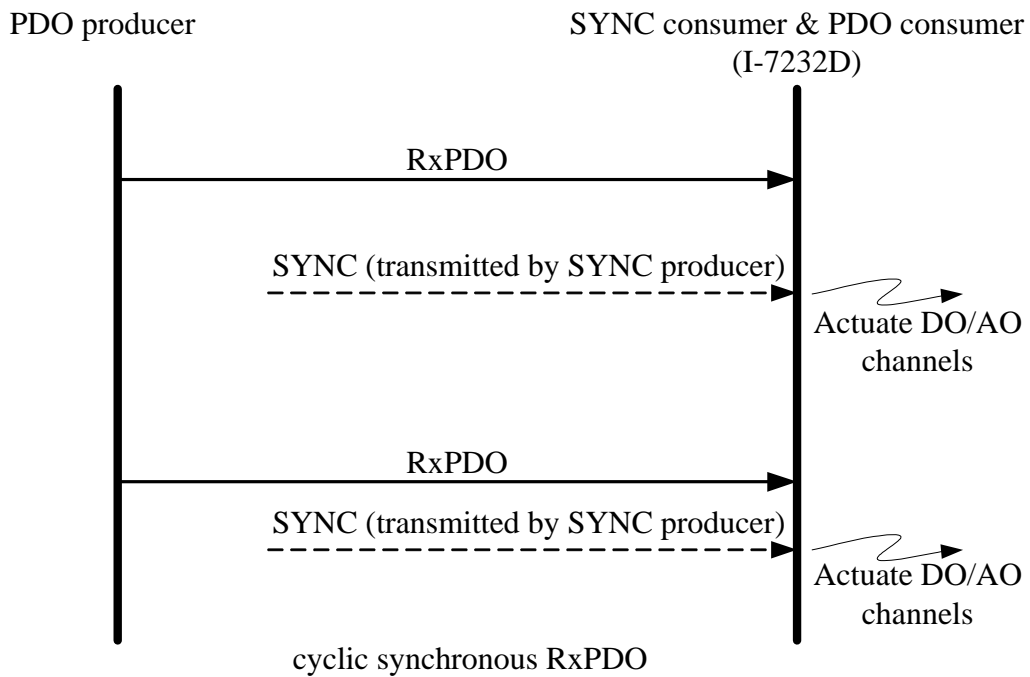 PDO producer
SYNC consumer & PDO consumer
(I-7232D)
RxPDO
SYNC (transmitted by SYNC producer)
Actuate DO/AO
channels
RxPDO
SYNC (transmitted by SYNC producer)
Actuate DO/AO
channels
cyclic synchronous RxPDO